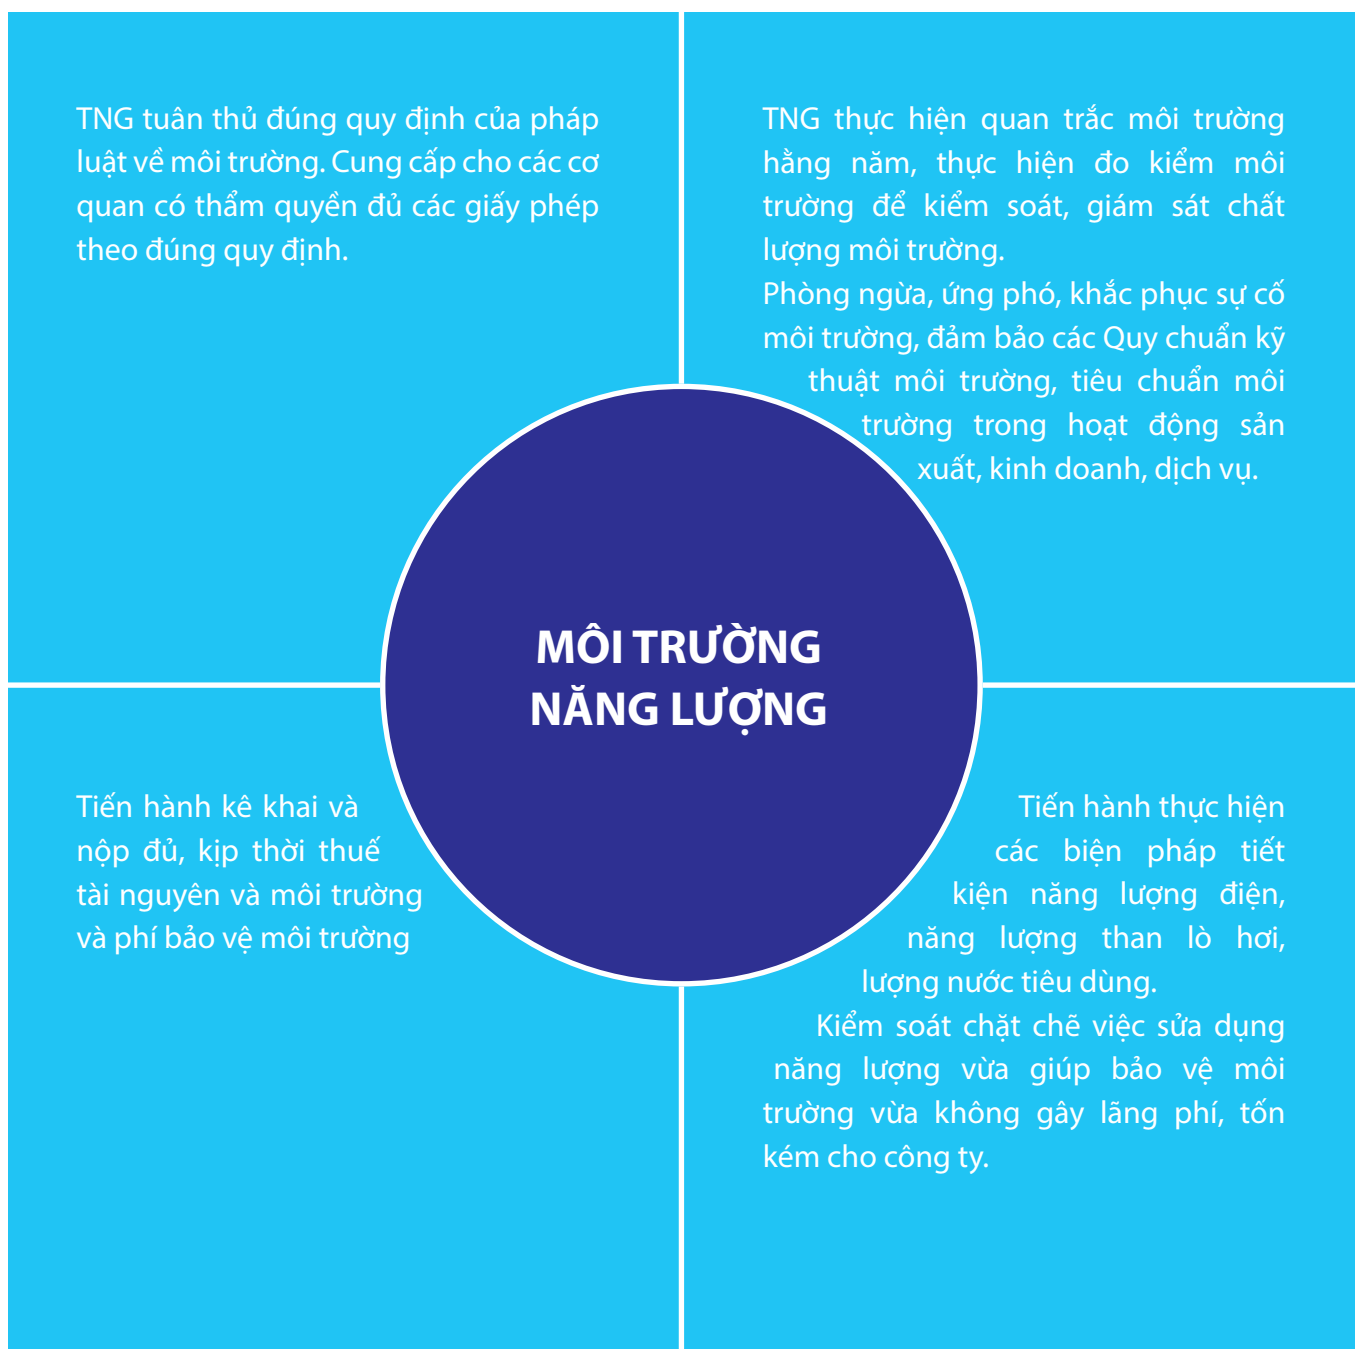 TNG tuân thủ đúng quy định của pháp
luật về môi trường. Cung cấp cho các cơ
quan có thẩm quyền đủ các giấy phép
theo đúng quy định.
TNG thực hiện quan trắc môi trường
hằng năm, thực hiện đo kiểm môi
trường để kiểm soát, giám sát chất
lượng môi trường.
Phòng ngừa, ứng phó, khắc phục sự cố
môi trường, đảm bảo các Quy chuẩn kỹ
thuật môi trường, tiêu chuẩn môi
trường trong hoạt động sản
xuất, kinh doanh, dịch vụ.
MÔI TRƯỜNG
NĂNG LƯỢNG
Tiến hành kê khai và
nộp đủ, kịp thời thuế
tài nguyên và môi trường
và phí bảo vệ môi trường
Tiến hành thực hiện
các biện pháp tiết
kiện năng lượng điện,
năng lượng than lò hơi,
lượng nước tiêu dùng.
Kiểm soát chặt chẽ việc sửa dụng
năng lượng vừa giúp bảo vệ môi
trường vừa không gây lãng phí, tốn
kém cho công ty.